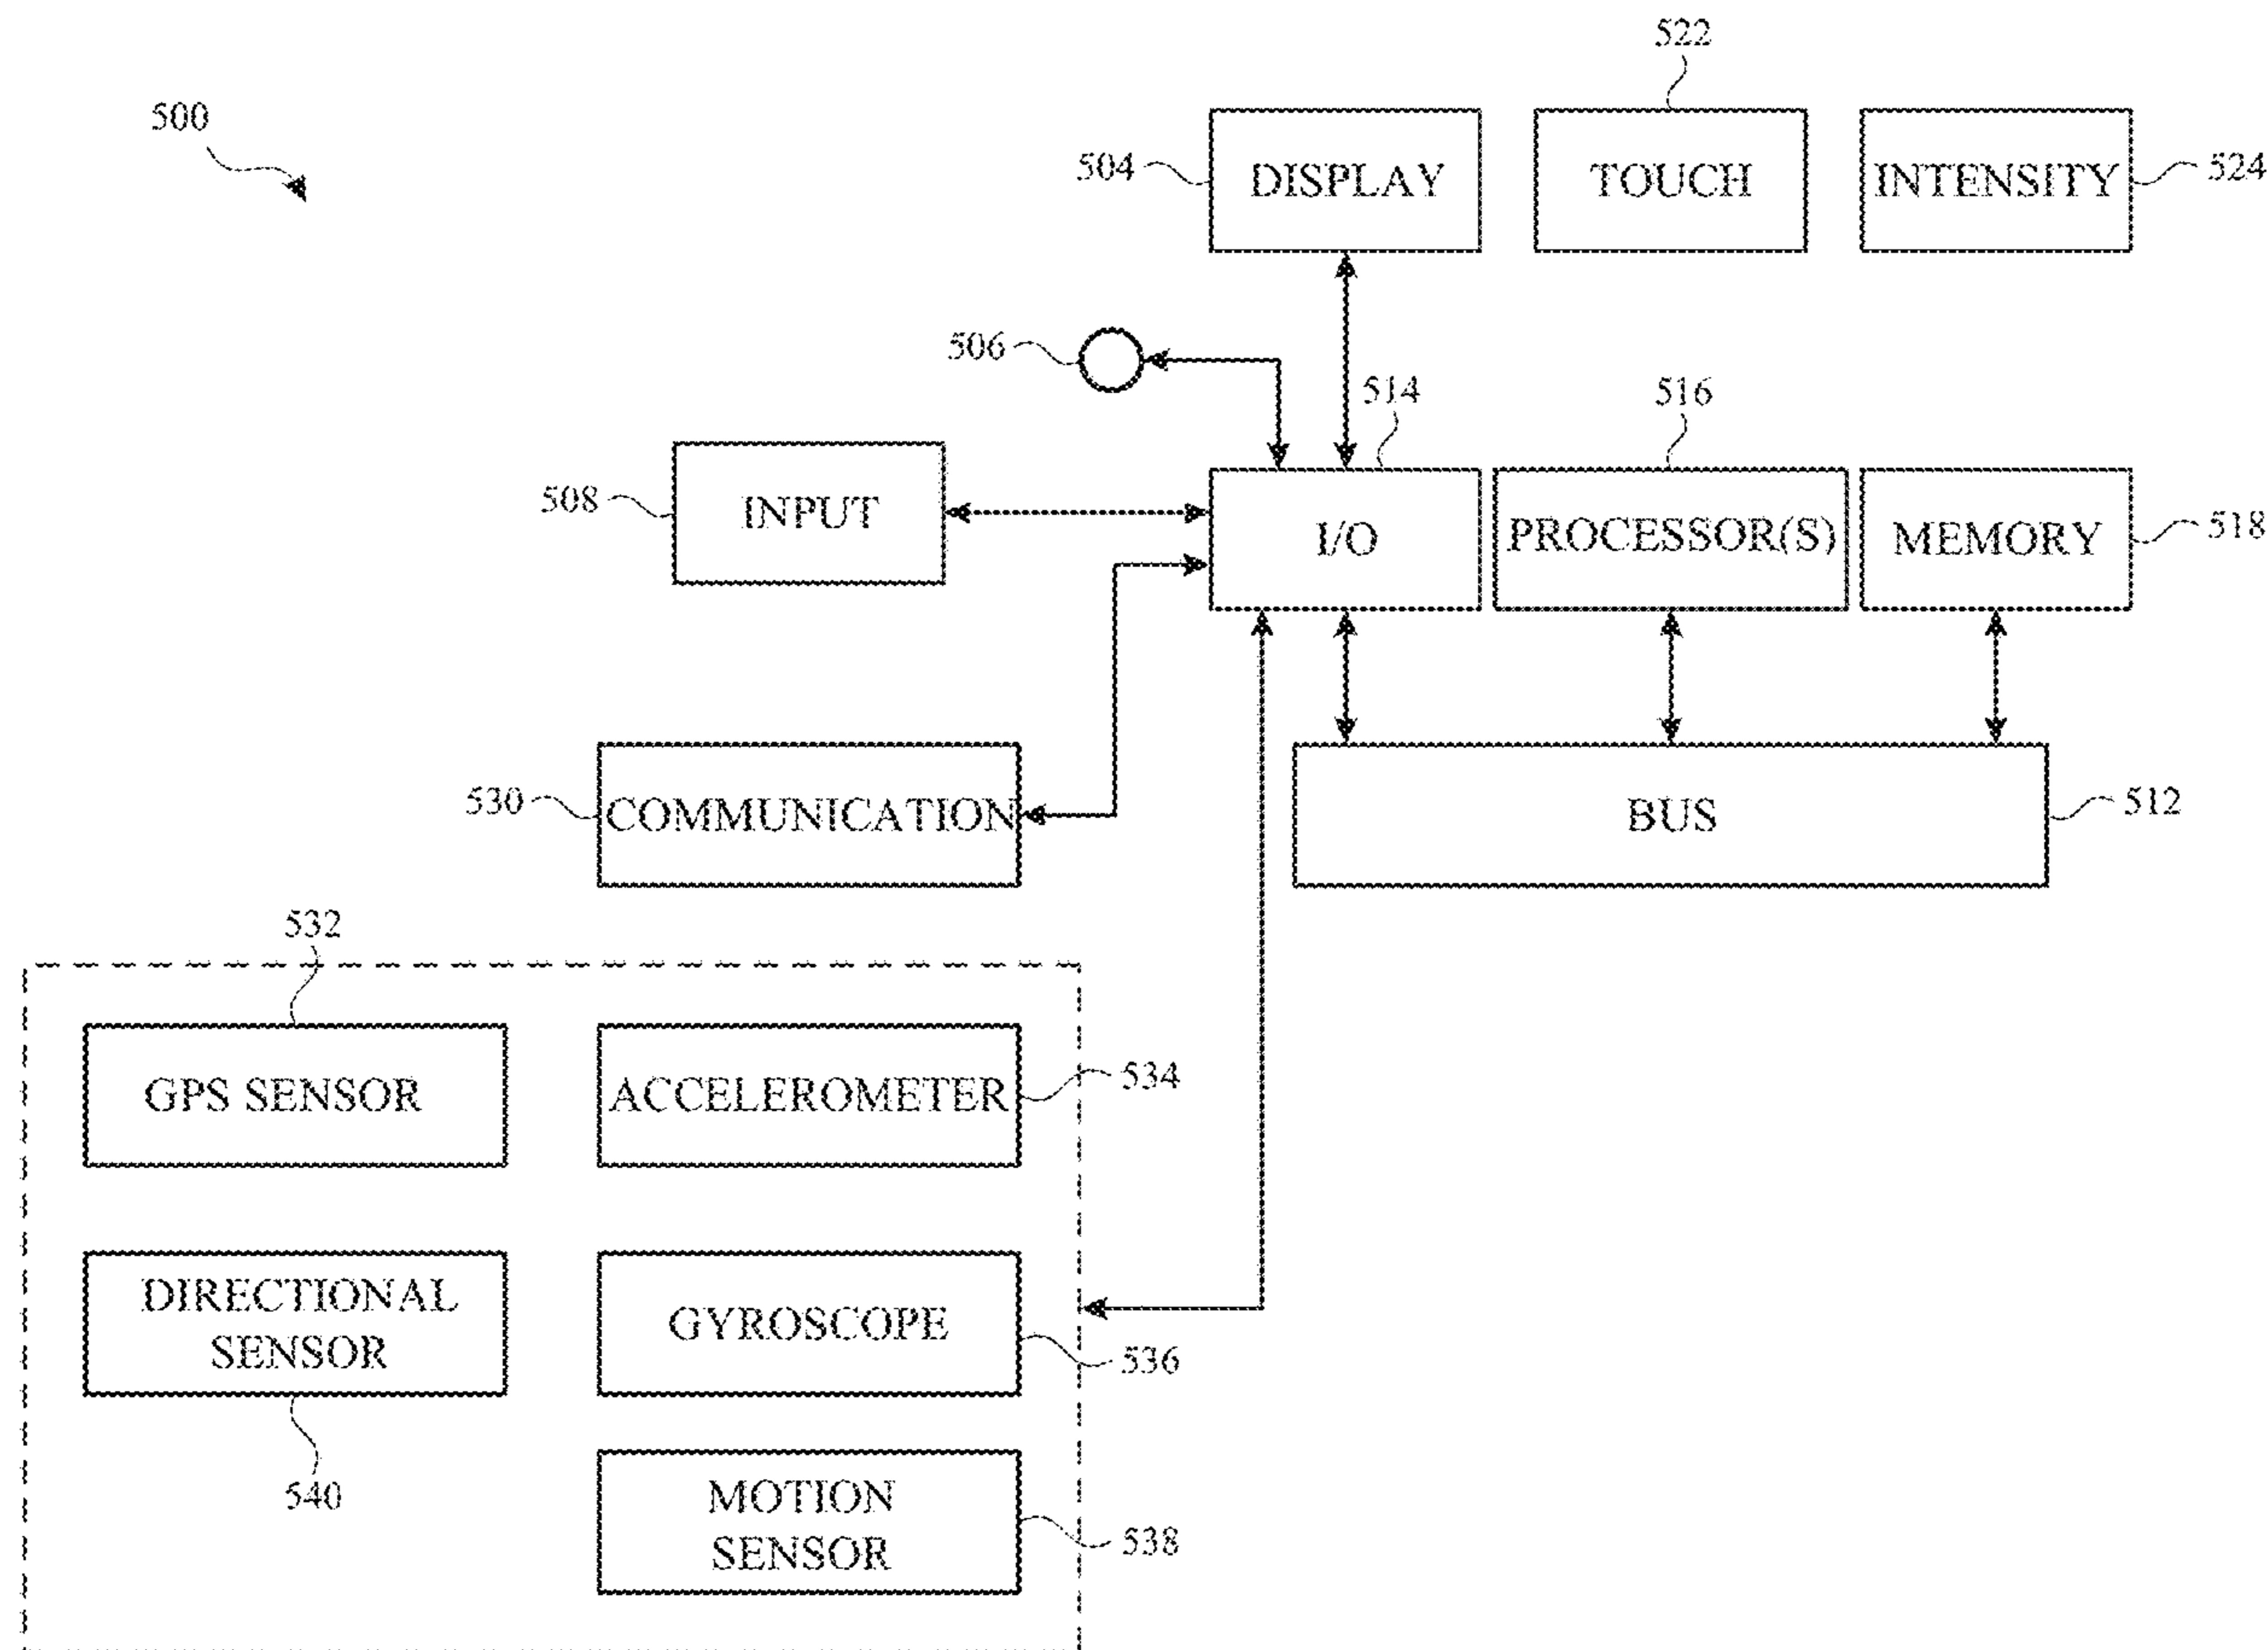 522
500
504
DISPLAY
TOUCH
INTENSITY
524
506
514
516
508
INPUT
I/O
PROCESSOR(S)
MEMORY
518
530
COMMUNICATION
BUS
512
532
GPS SENSOR
ACCELEROMETER
534
DIRECTIONAL
SENSOR
GYROSCOPE
536
540
MOTION
SENSOR
538